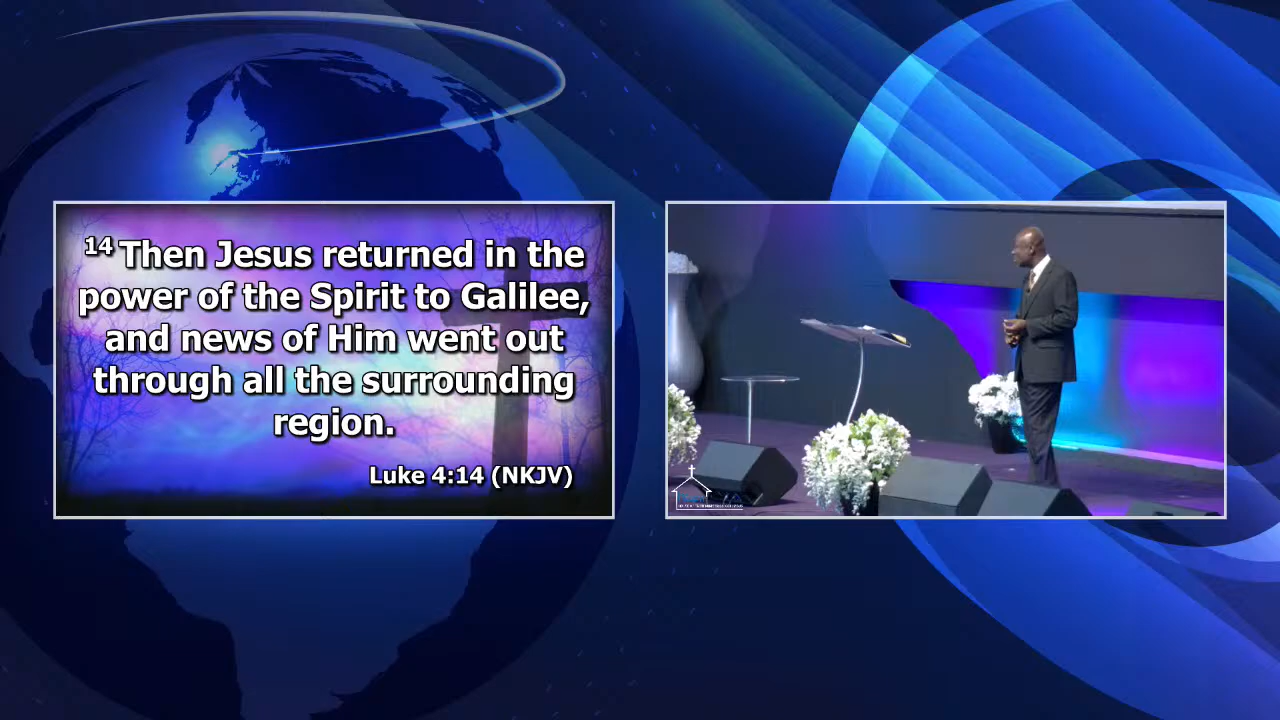 14 Then Jesus returned in the
power of the Spirit to Galilee,
and news of Him went out
through all the surrounding
region.
Luke 4:14 (NKJV)